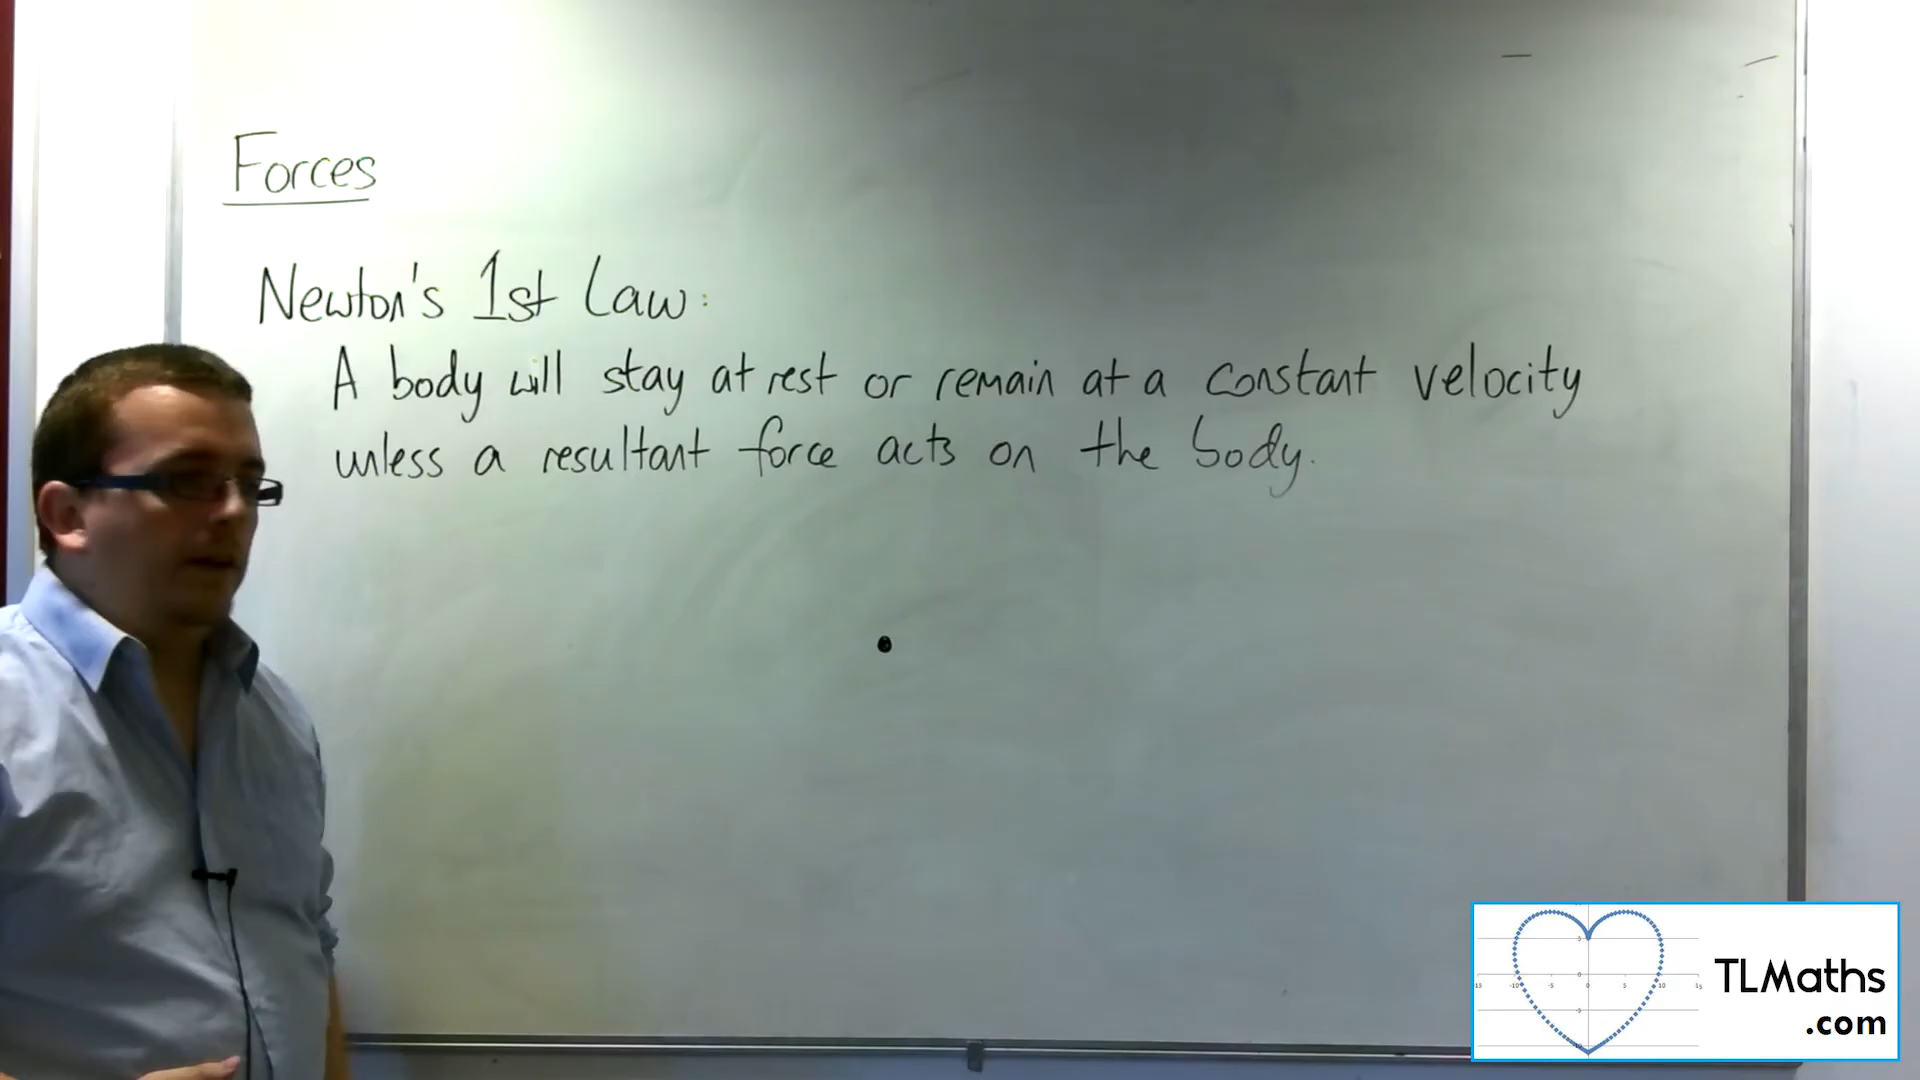 Forces
Newton's 1st Law:
A body will stay at rest or remain at a constant velocity
unless a resultant force acts on the body.
TLMaths
.com